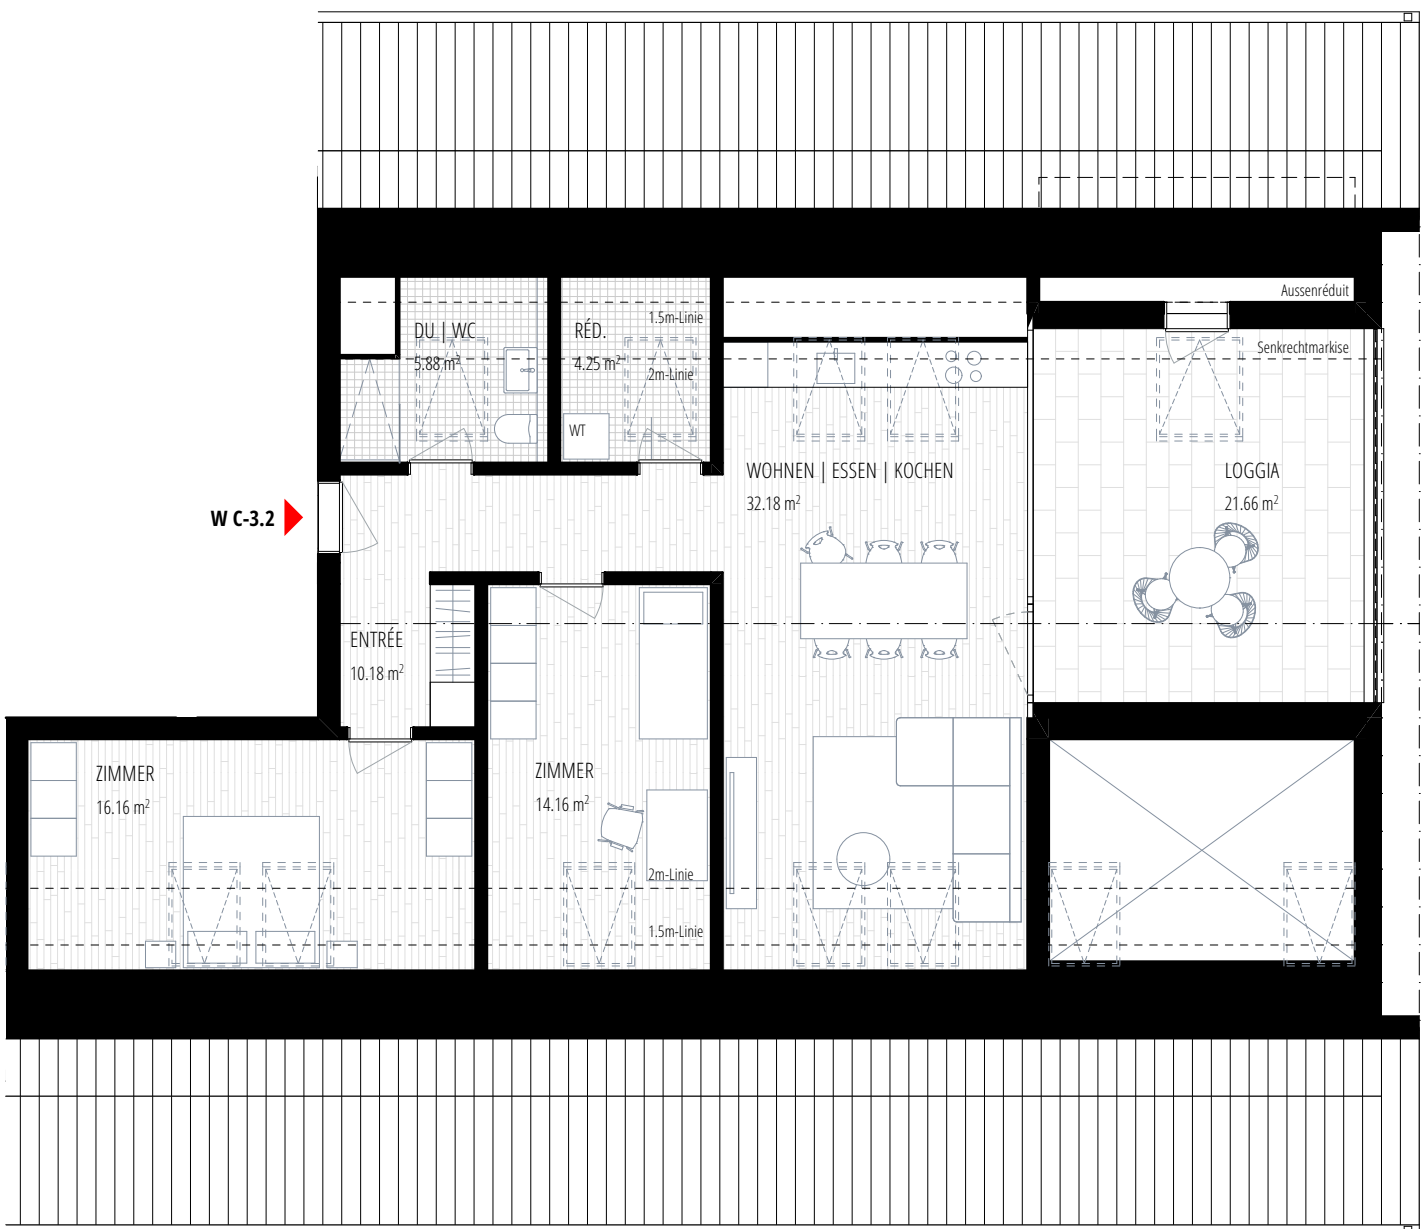 Aussenréduit
1.5m-Linie
DU | WC
5.88 m²
RÉD.
4.25 m²
2m-Linie
Senkrechtmarkise
WT
WOHNEN | ESSEN | KOCHEN
32.18 m²
LOGGIA
21.66 m²
W C-3.2
ENTRÉE
10.18 m²
ZIMMER
16.16 m²
ZIMMER
14.16 m²
2m-Linie
1.5m-Linie